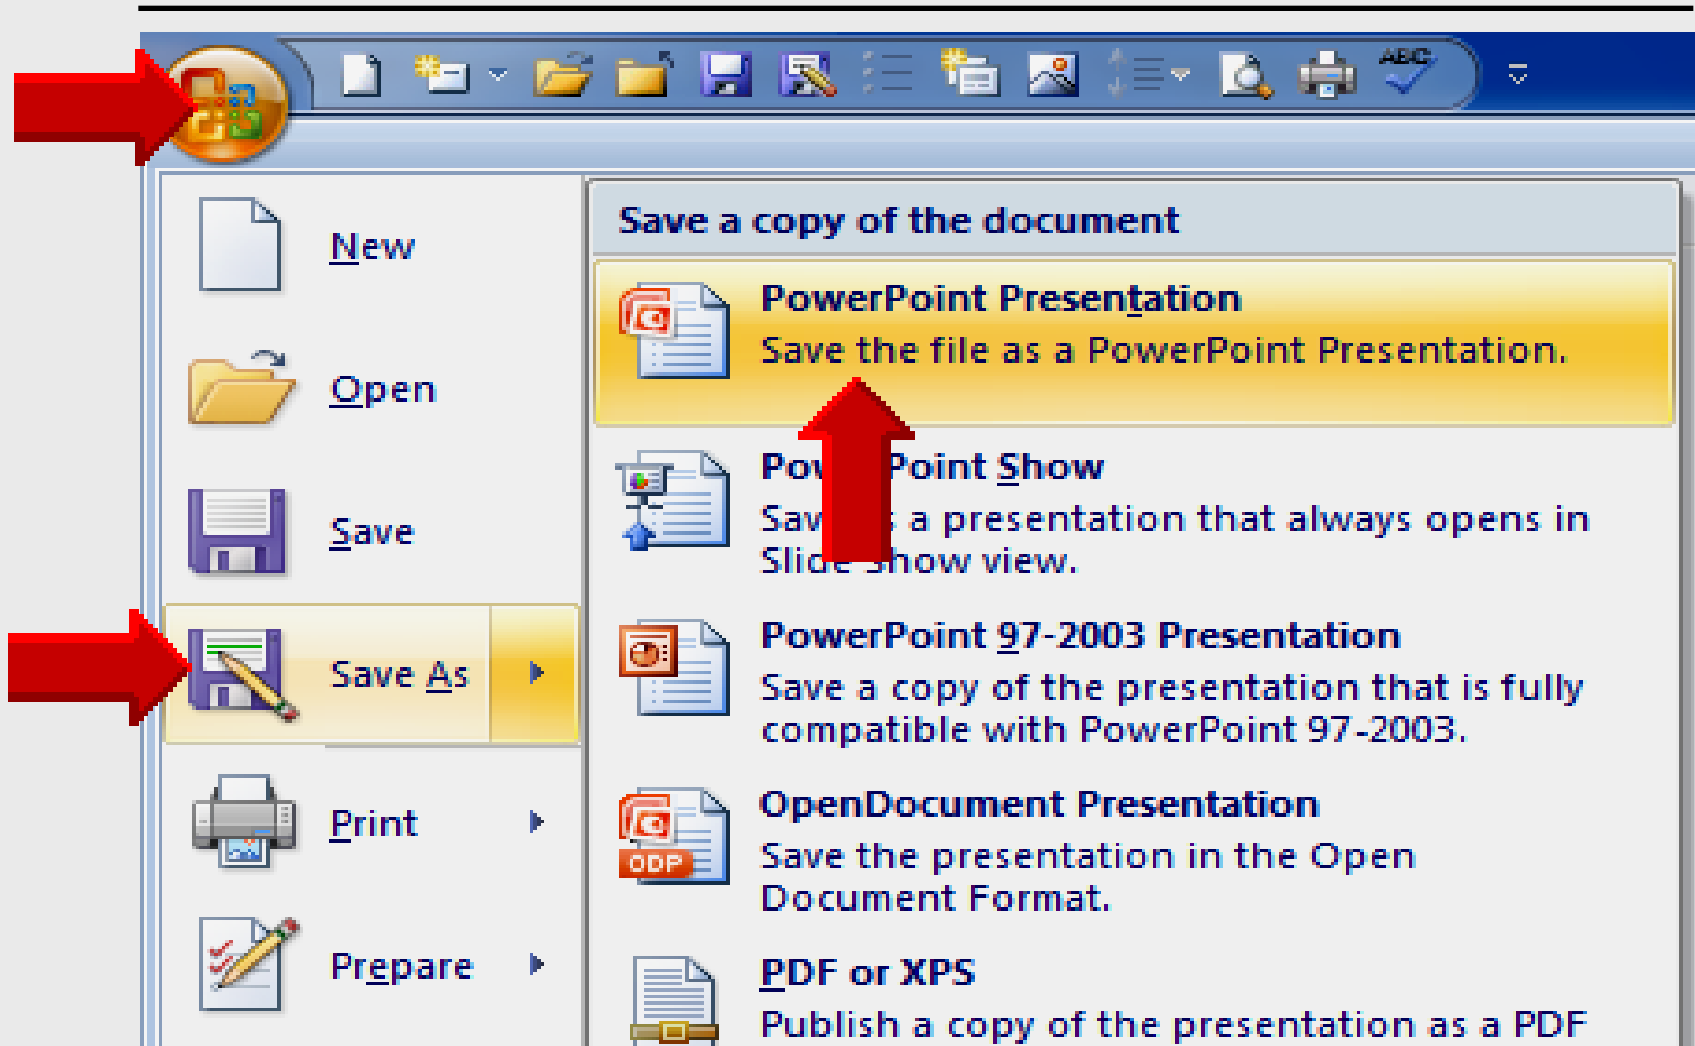 ABC
New
Open
Save
Save As
Print
Prepare
Save a copy of the document
PowerPoint Presentation
Save the file as a PowerPoint Presentation.
Point Show
a presentation that always opens in
Slide Show view.
PowerPoint 97-2003 Presentation
Save a copy of the presentation that is fully
compatible with PowerPoint 97-2003.
OpenDocument Presentation
ODP
Save the presentation in the Open
Document Format.
PDF or XPS
Publish a copy of the presentation as a PDF